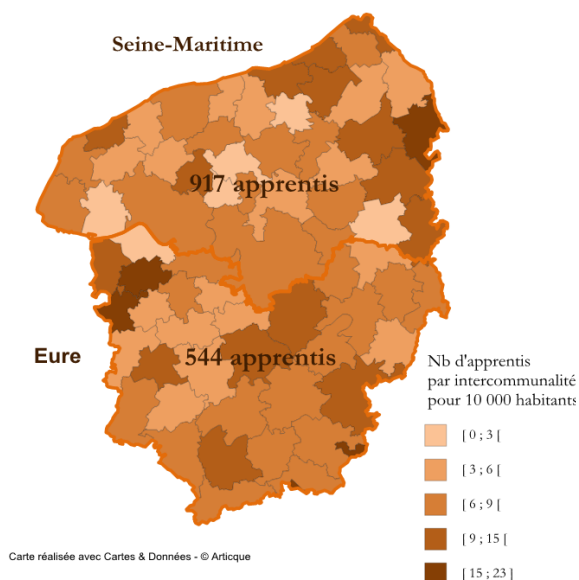 Seine-Maritime
917 apprentis
Eure
544 apprentis
Nb d'apprentis
par intercommunalité
pour 10 000 habitants
[ 0 ; 3 [
[ 3 ; 6 [
[ 6 ; 9 [
[ 9 ; 15 [
[ 15 ; 23 ]
Carte réalisée avec Cartes & Données - © Articque